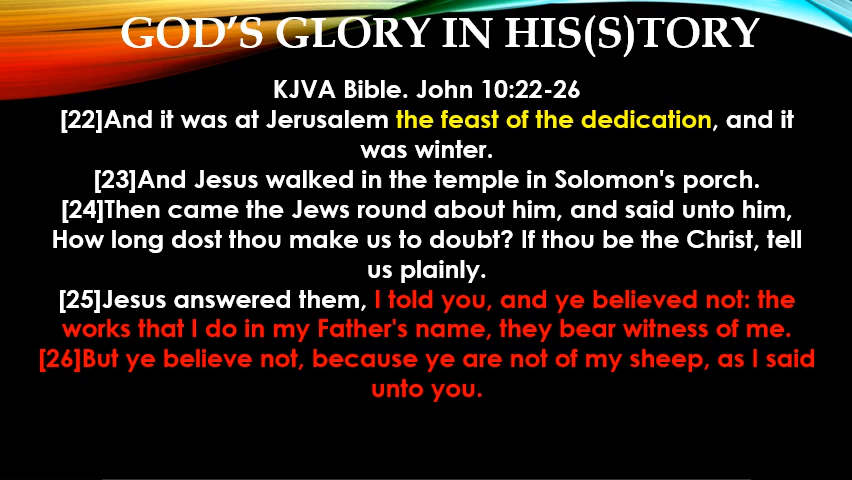 GOD'S GLORY IN HIS(S)TORY
KJVA Bible. John 10:22-26
[22]And it was at Jerusalem the feast of the dedication, and it
was winter.
[23]And Jesus walked in the temple in Solomon's porch.
[24]Then came the Jews round about him, and said unto him,
How long dost thou make us to doubt? If thou be the Christ, tell
us plainly.
[25]Jesus answered them, I told you, and ye believed not: the
works that I do in my Father's name, they bear witness of me.
[26]But ye believe not, because ye are not of my sheep, as I said
unto you.